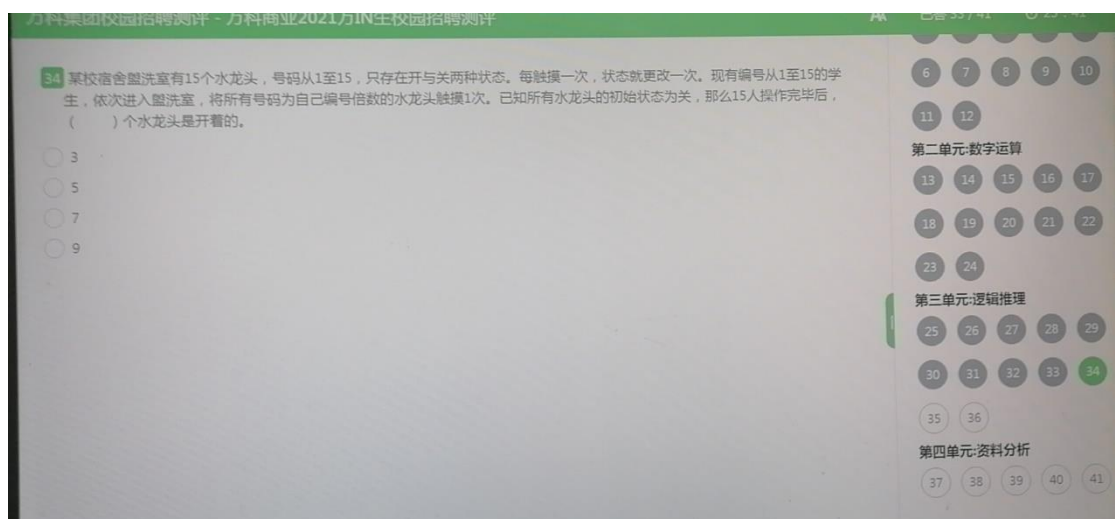 万科集团校园招聘测评 - 万科商业2021万IN生校园招聘测评
已答 33 / 41
34 某校宿舍盥洗室有15个水龙头，号码从1至15，只存在开与关两种状态。每触摸一次，状态就更改一次。现有编号从1至15的学
生，依次进入盥洗室，将所有号码为自己编号倍数的水龙头触摸1次。已知所有水龙头的初始状态为关，那么15人操作完毕后，
（ ）个水龙头是开着的。
3
5
7
9
6 7 8 9 10
11 12
第二单元:数字运算
13 14 15 16 17
18 19 20 21 22
23 24
第三单元:逻辑推理
25 26 27 28 29
30 31 32 33 34
35 36
第四单元:资料分析
37 38 39 40 41